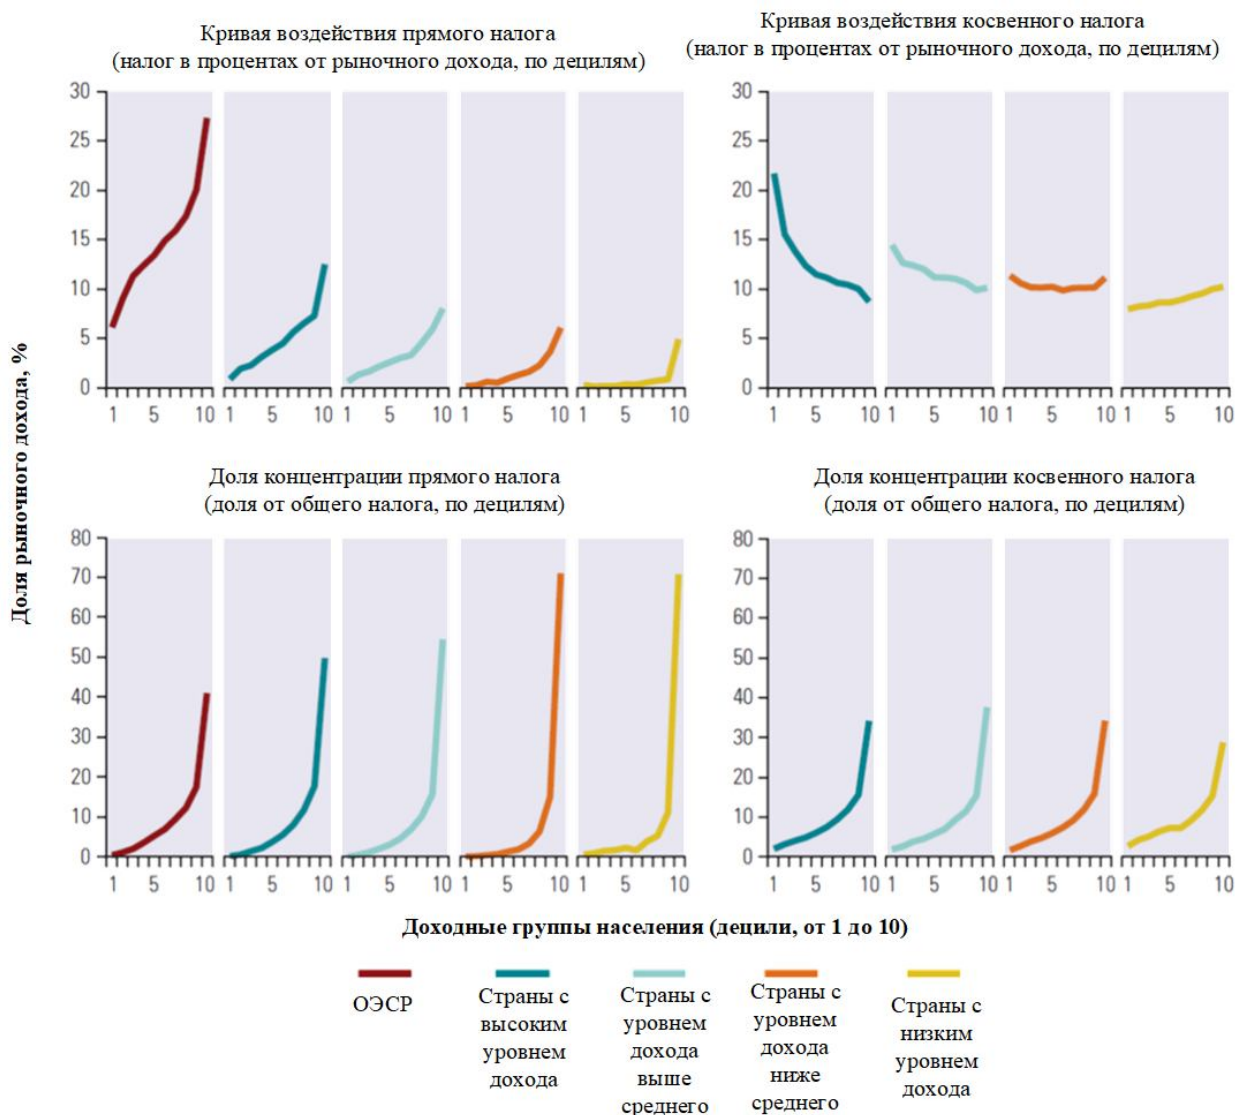 Кривая воздействия прямого налога
(налог в процентах от рыночного дохода, по децилям)
Кривая воздействия косвенного налога
(налог в процентах от рыночного дохода, по децилям)
30
25
20
15
10
5
0
1 5 10
1 5 10
1 5 10
1 5 10
1 5 10
30
25
20
15
10
5
0
1 5 10
1 5 10
1 5 10
1 5 10
Доля рыночного дохода, %
Доля концентрации прямого налога
(доля от общего налога, по децилям)
Доля концентрации косвенного налога
(доля от общего налога, по децилям)
80
70
60
50
40
30
20
10
0
1 5 10
1 5 10
1 5 10
1 5 10
1 5 10
80
70
60
50
40
30
20
10
0
1 5 10
1 5 10
1 5 10
1 5 10
Доходные группы населения (децили, от 1 до 10)
ОЭСР
Страны с
высоким
уровнем
дохода
Страны с
уровнем
дохода
выше
среднего
Страны с
уровнем
дохода
ниже
среднего
Страны с
низким
уровнем
дохода